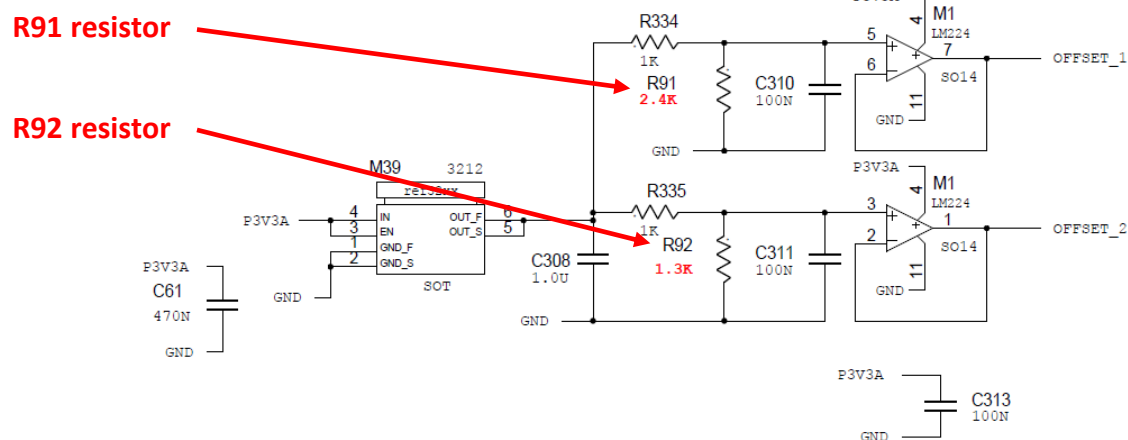 R91 resistor
R334
1K
R91
2.4K
C310
100N
5
6
4
M1
LM224
7
SO14
11
GND
OFFSET_1
GND
R92 resistor
M39
3212
P3V3A
4
3
1
2
IN
EN
GND_F
GND_S
OUT_F
OUT_S
6
5
SOT
GND
P3V3A
C61
470N
GND
C308
1.0U
GND
R335
1K
R92
1.3K
C311
100N
P3V3A
3
2
4
M1
LM224
1
SO14
11
GND
OFFSET_2
P3V3A
C313
100N
GND